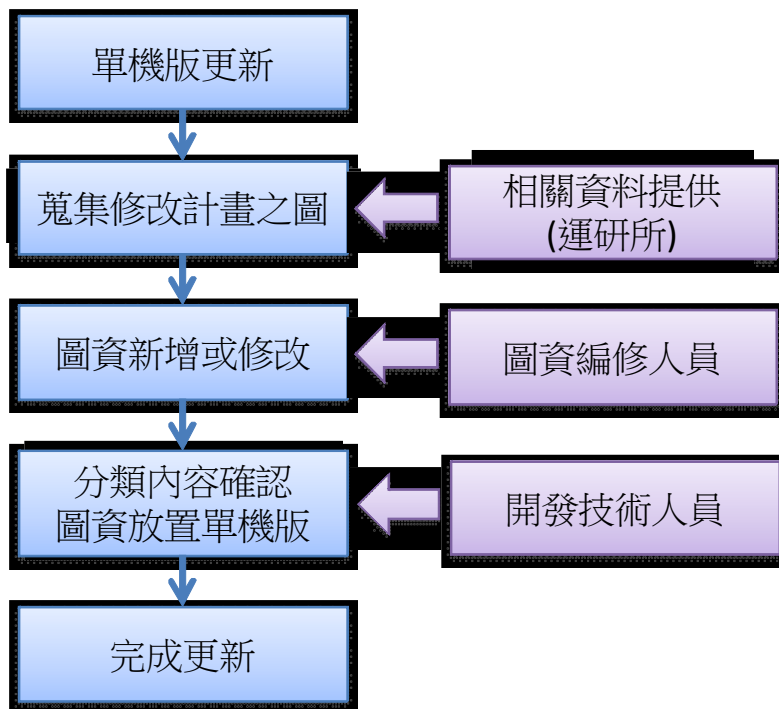 單機版更新
蒐集修改計畫之圖
相關資料提供
(運研所)
圖資新增或修改
圖資編修人員
分類內容確認
圖資放置單機版
開發技術人員
完成更新